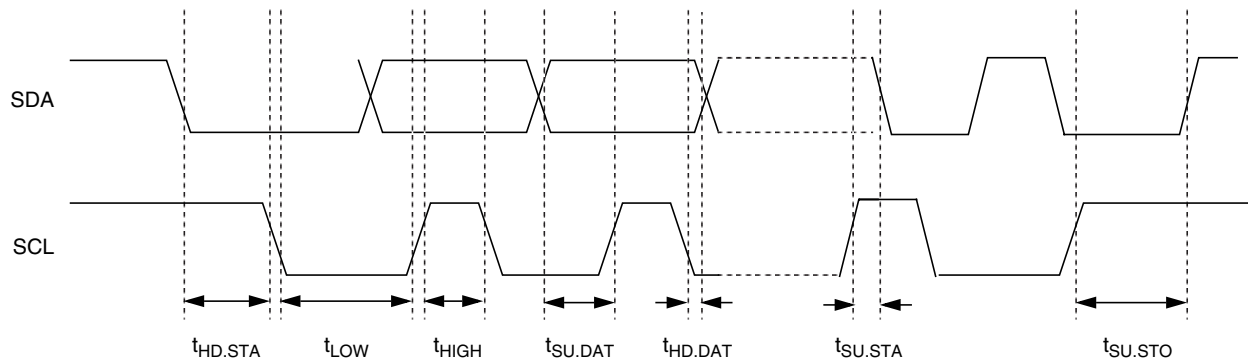 SDA
SCL
tHD.STA tLOW tHIGH tSU.DAT tHD.DAT tSU.STA tSU.STO